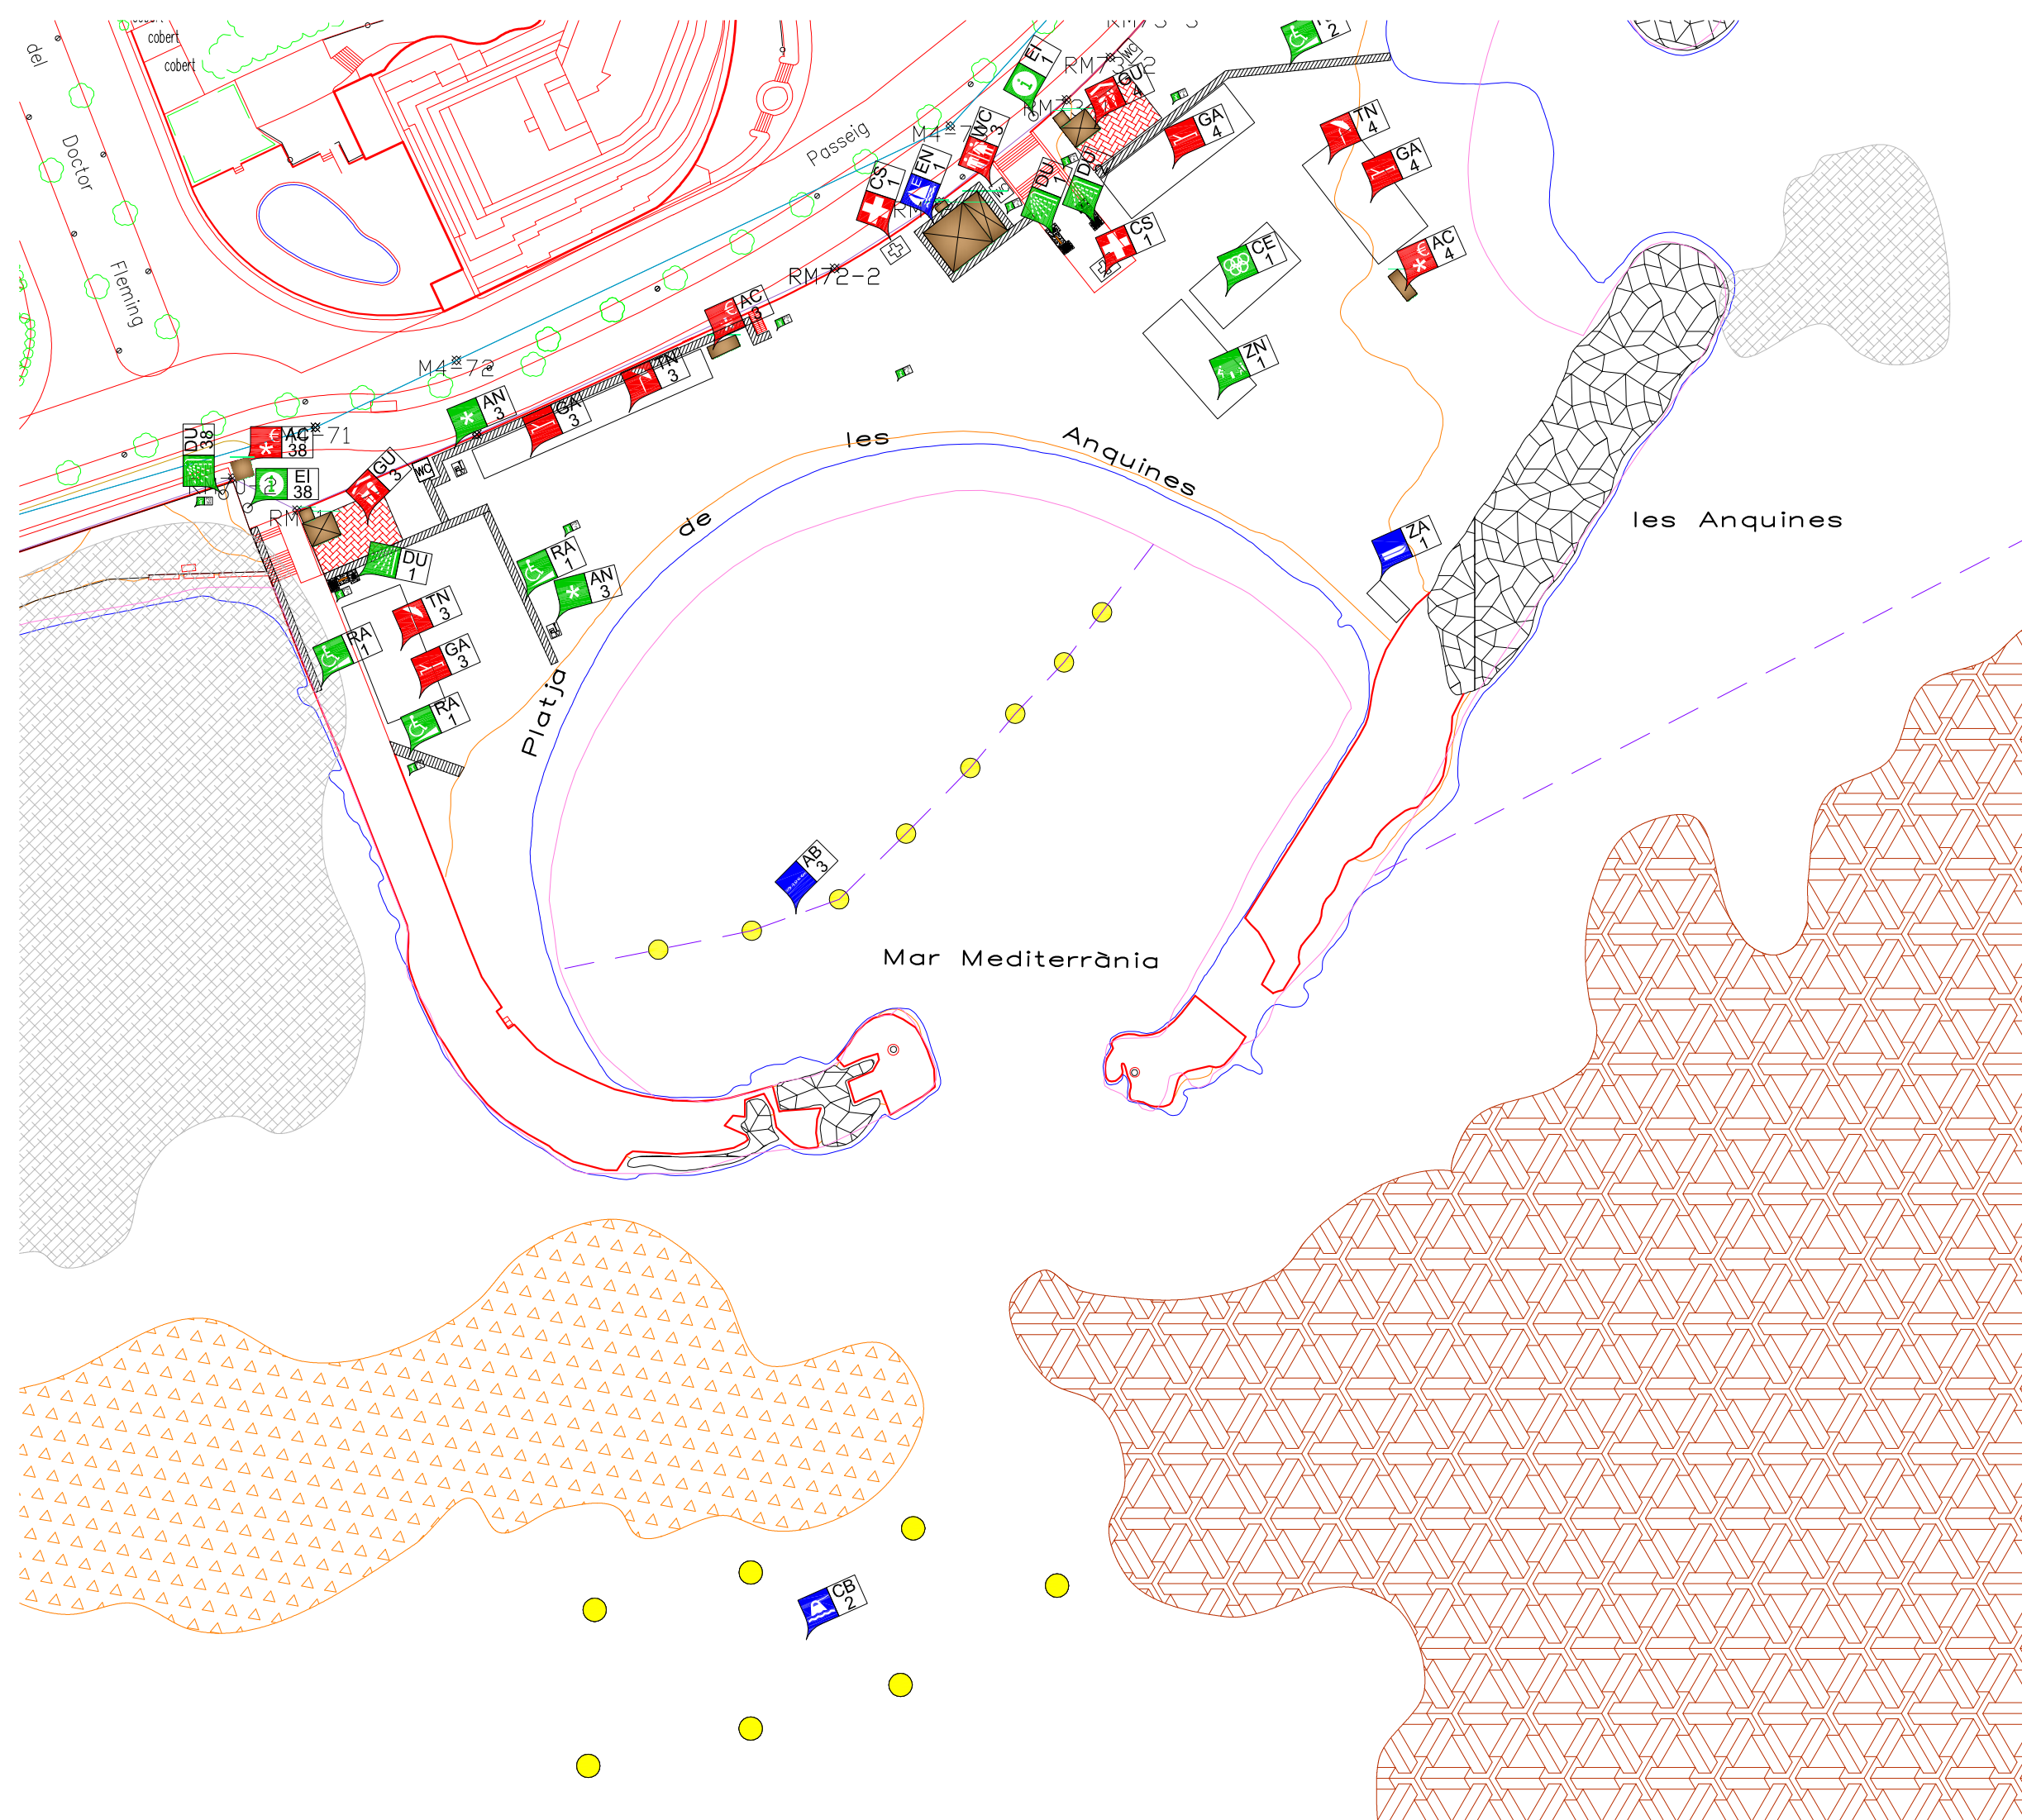 cobert
cobert
del
Doctor
Fleming
Passeig
EI
1
WC
GU
4
GA
4
TN
4
GA
4
AC
4
WC
3
EN
1
CS
1
WC
DU
1
CS
1
CE
1
ZN
1
RM72-2
AC
3
TN
3
M4-72
AN
3
GA
3
DU
38
AC
38
EI
38
GU
3
WC
DU
1
RA
1
AN
3
TN
3
RA
1
GA
3
RA
1
Platja
de
les
Anquines
ZA
1
les Anquines
AB
3
Mar Mediterrània
CB
2